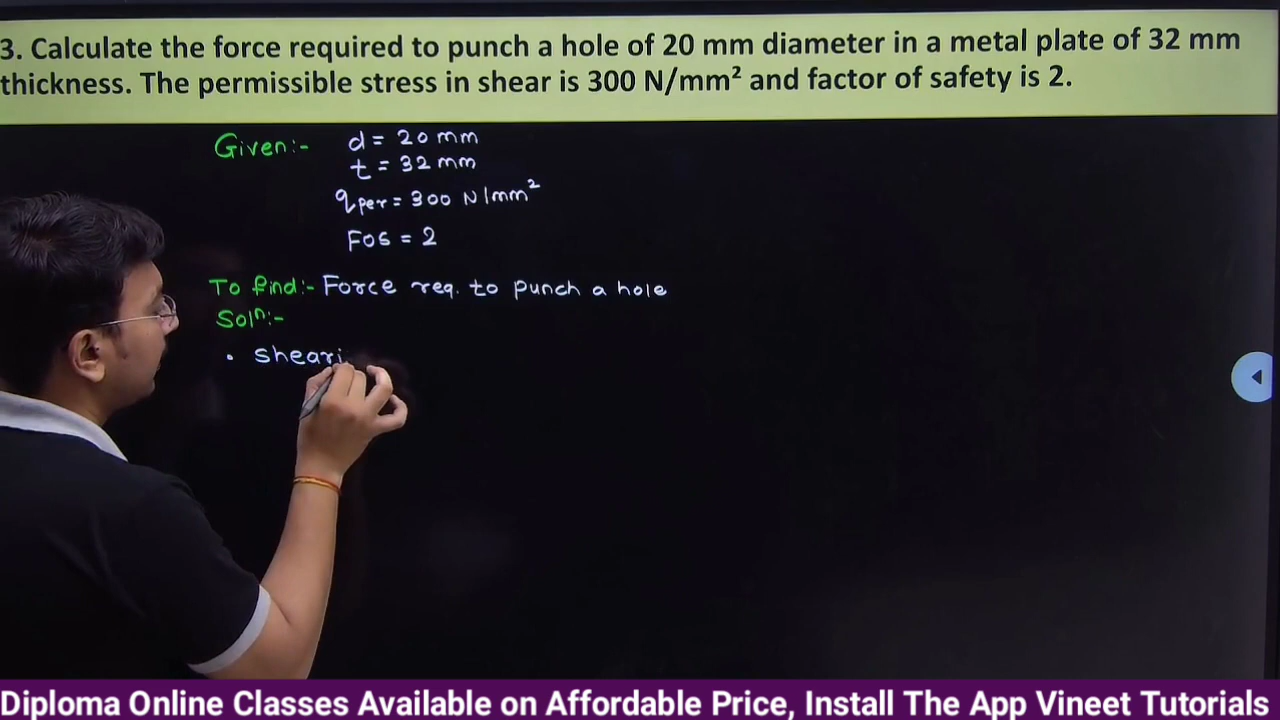 3. Calculate the force required to punch a hole of 20 mm diameter in a metal plate of 32 mm
thickness. The permissible stress in shear is 300 N/mm² and factor of safety is 2.
Given:- d = 20 mm
t = 32 mm
qper = 300 N/mm²
FOS = 2
To find:- Force req. to punch a hole
Solⁿ:-
• sheari
Diploma Online Classes Available on Affordable Price, Install The App Vineet Tutorials